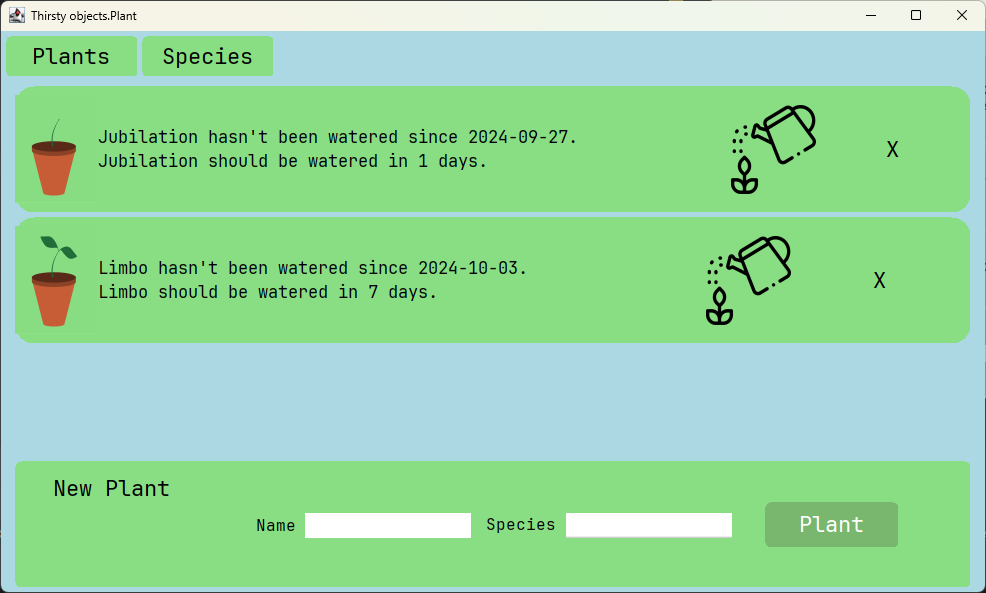 Thirsty objects.Plant
Plants
Species
Jubilation hasn't been watered since 2024-09-27.
Jubilation should be watered in 1 days.
X
Limbo hasn't been watered since 2024-10-03.
Limbo should be watered in 7 days.
X
New Plant
Name
Species
Plant